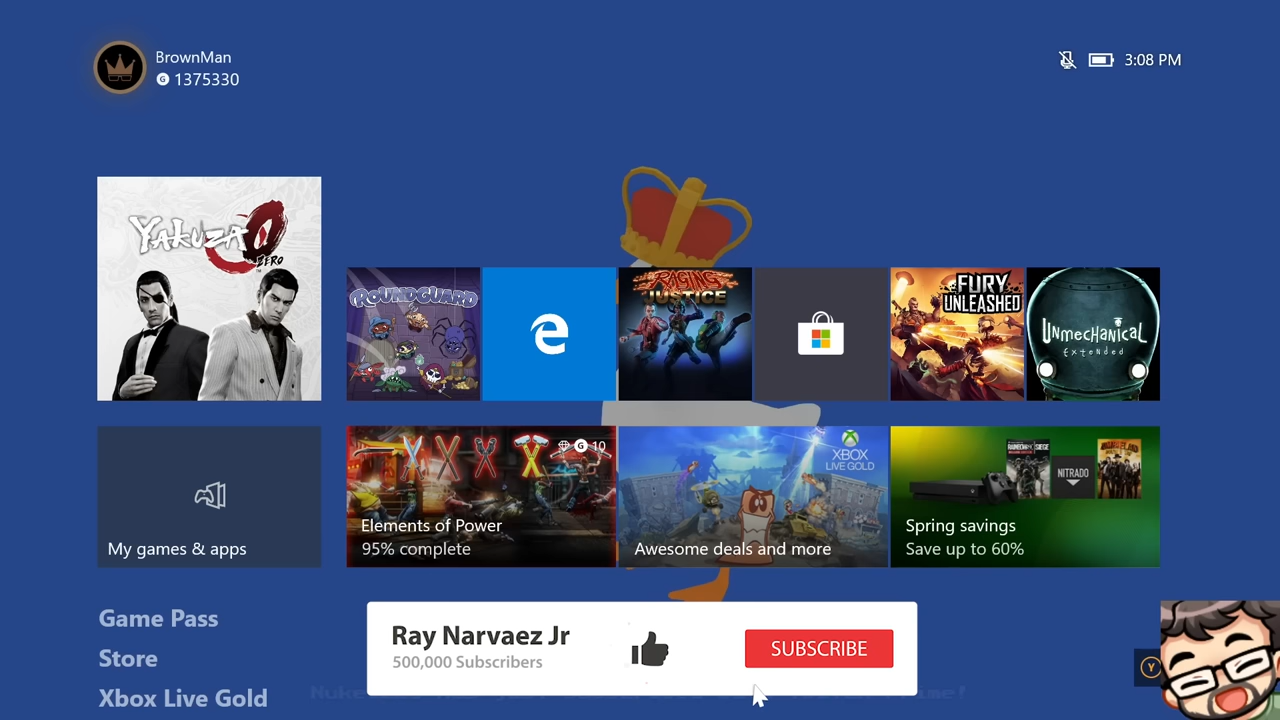 BrownMan
G 1375330
3:08 PM
YAKUZA 0
ZERO
ROUNDGUARD
RAGING
JUSTICE
FURY
UNLEASHED
UNMECHANICAL
Extended
G 10
Elements of Power
95% complete
XBOX
LIVE GOLD
Awesome deals and more
NITRADO
Spring savings
Save up to 60%
My games & apps
Game Pass
Store
Xbox Live Gold
Ray Narvaez Jr
500,000 Subscribers
SUBSCRIBE
Y